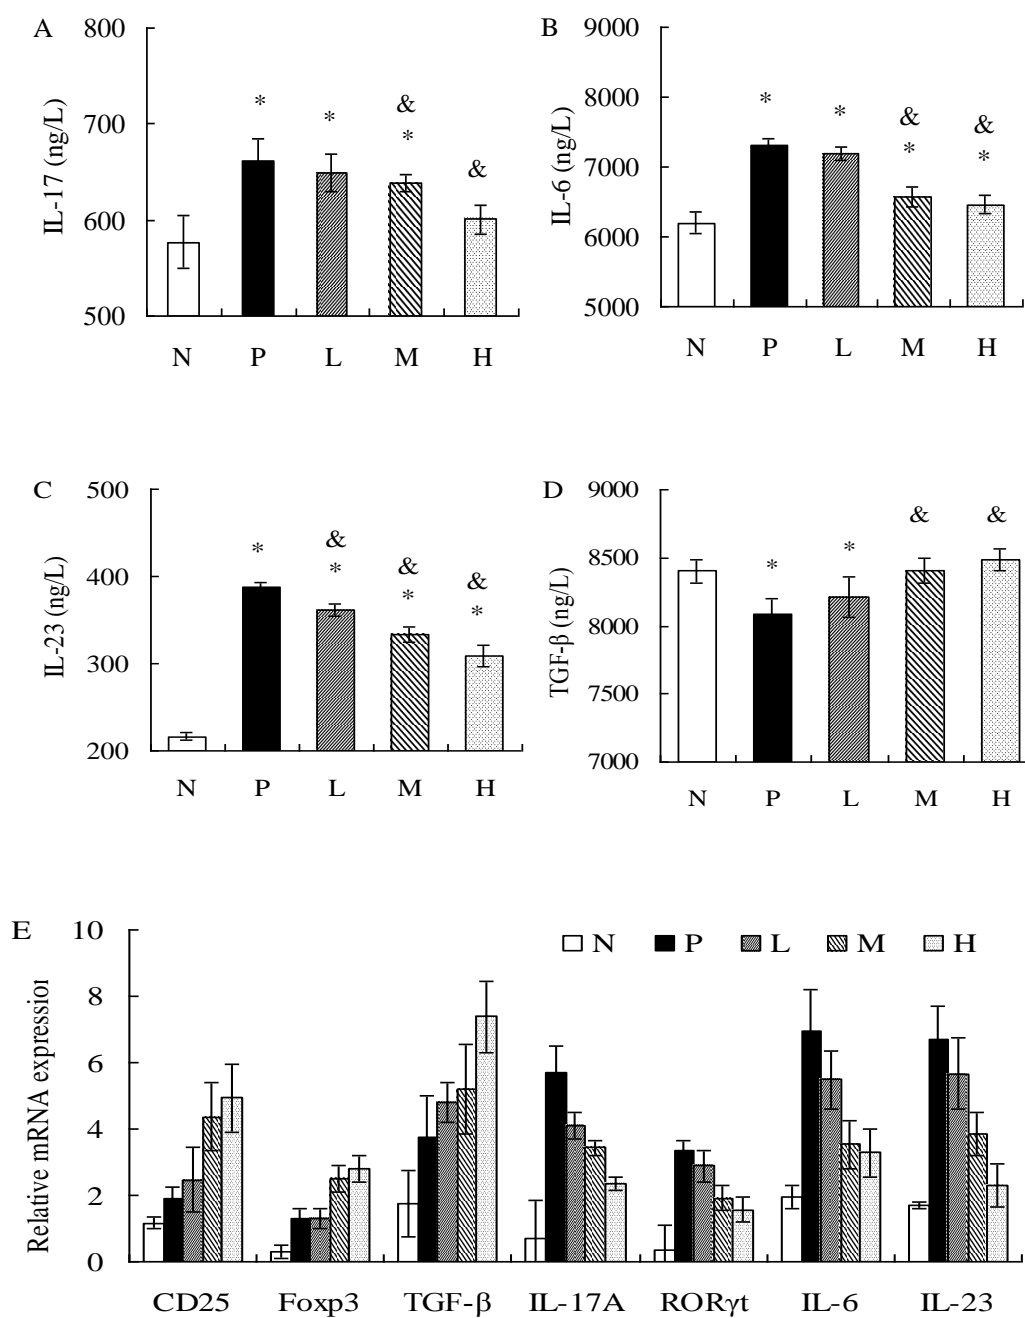 A
800
700
600
500
IL-17 (ng/L)
*
*
&
*
&
N P L M H
B
9000
8000
7000
6000
5000
IL-6 (ng/L)
*
*
&
*
&
*
N P L M H
C
500
400
300
200
IL-23 (ng/L)
*
&
*
&
*
&
*
N P L M H
D
9000
8500
8000
7500
7000
TGF-β (ng/L)
*
*
&
&
N P L M H
E
10
8
6
4
2
0
Relative mRNA expression
N P L M H
CD25 Foxp3 TGF-β IL-17A RORγt IL-6 IL-23